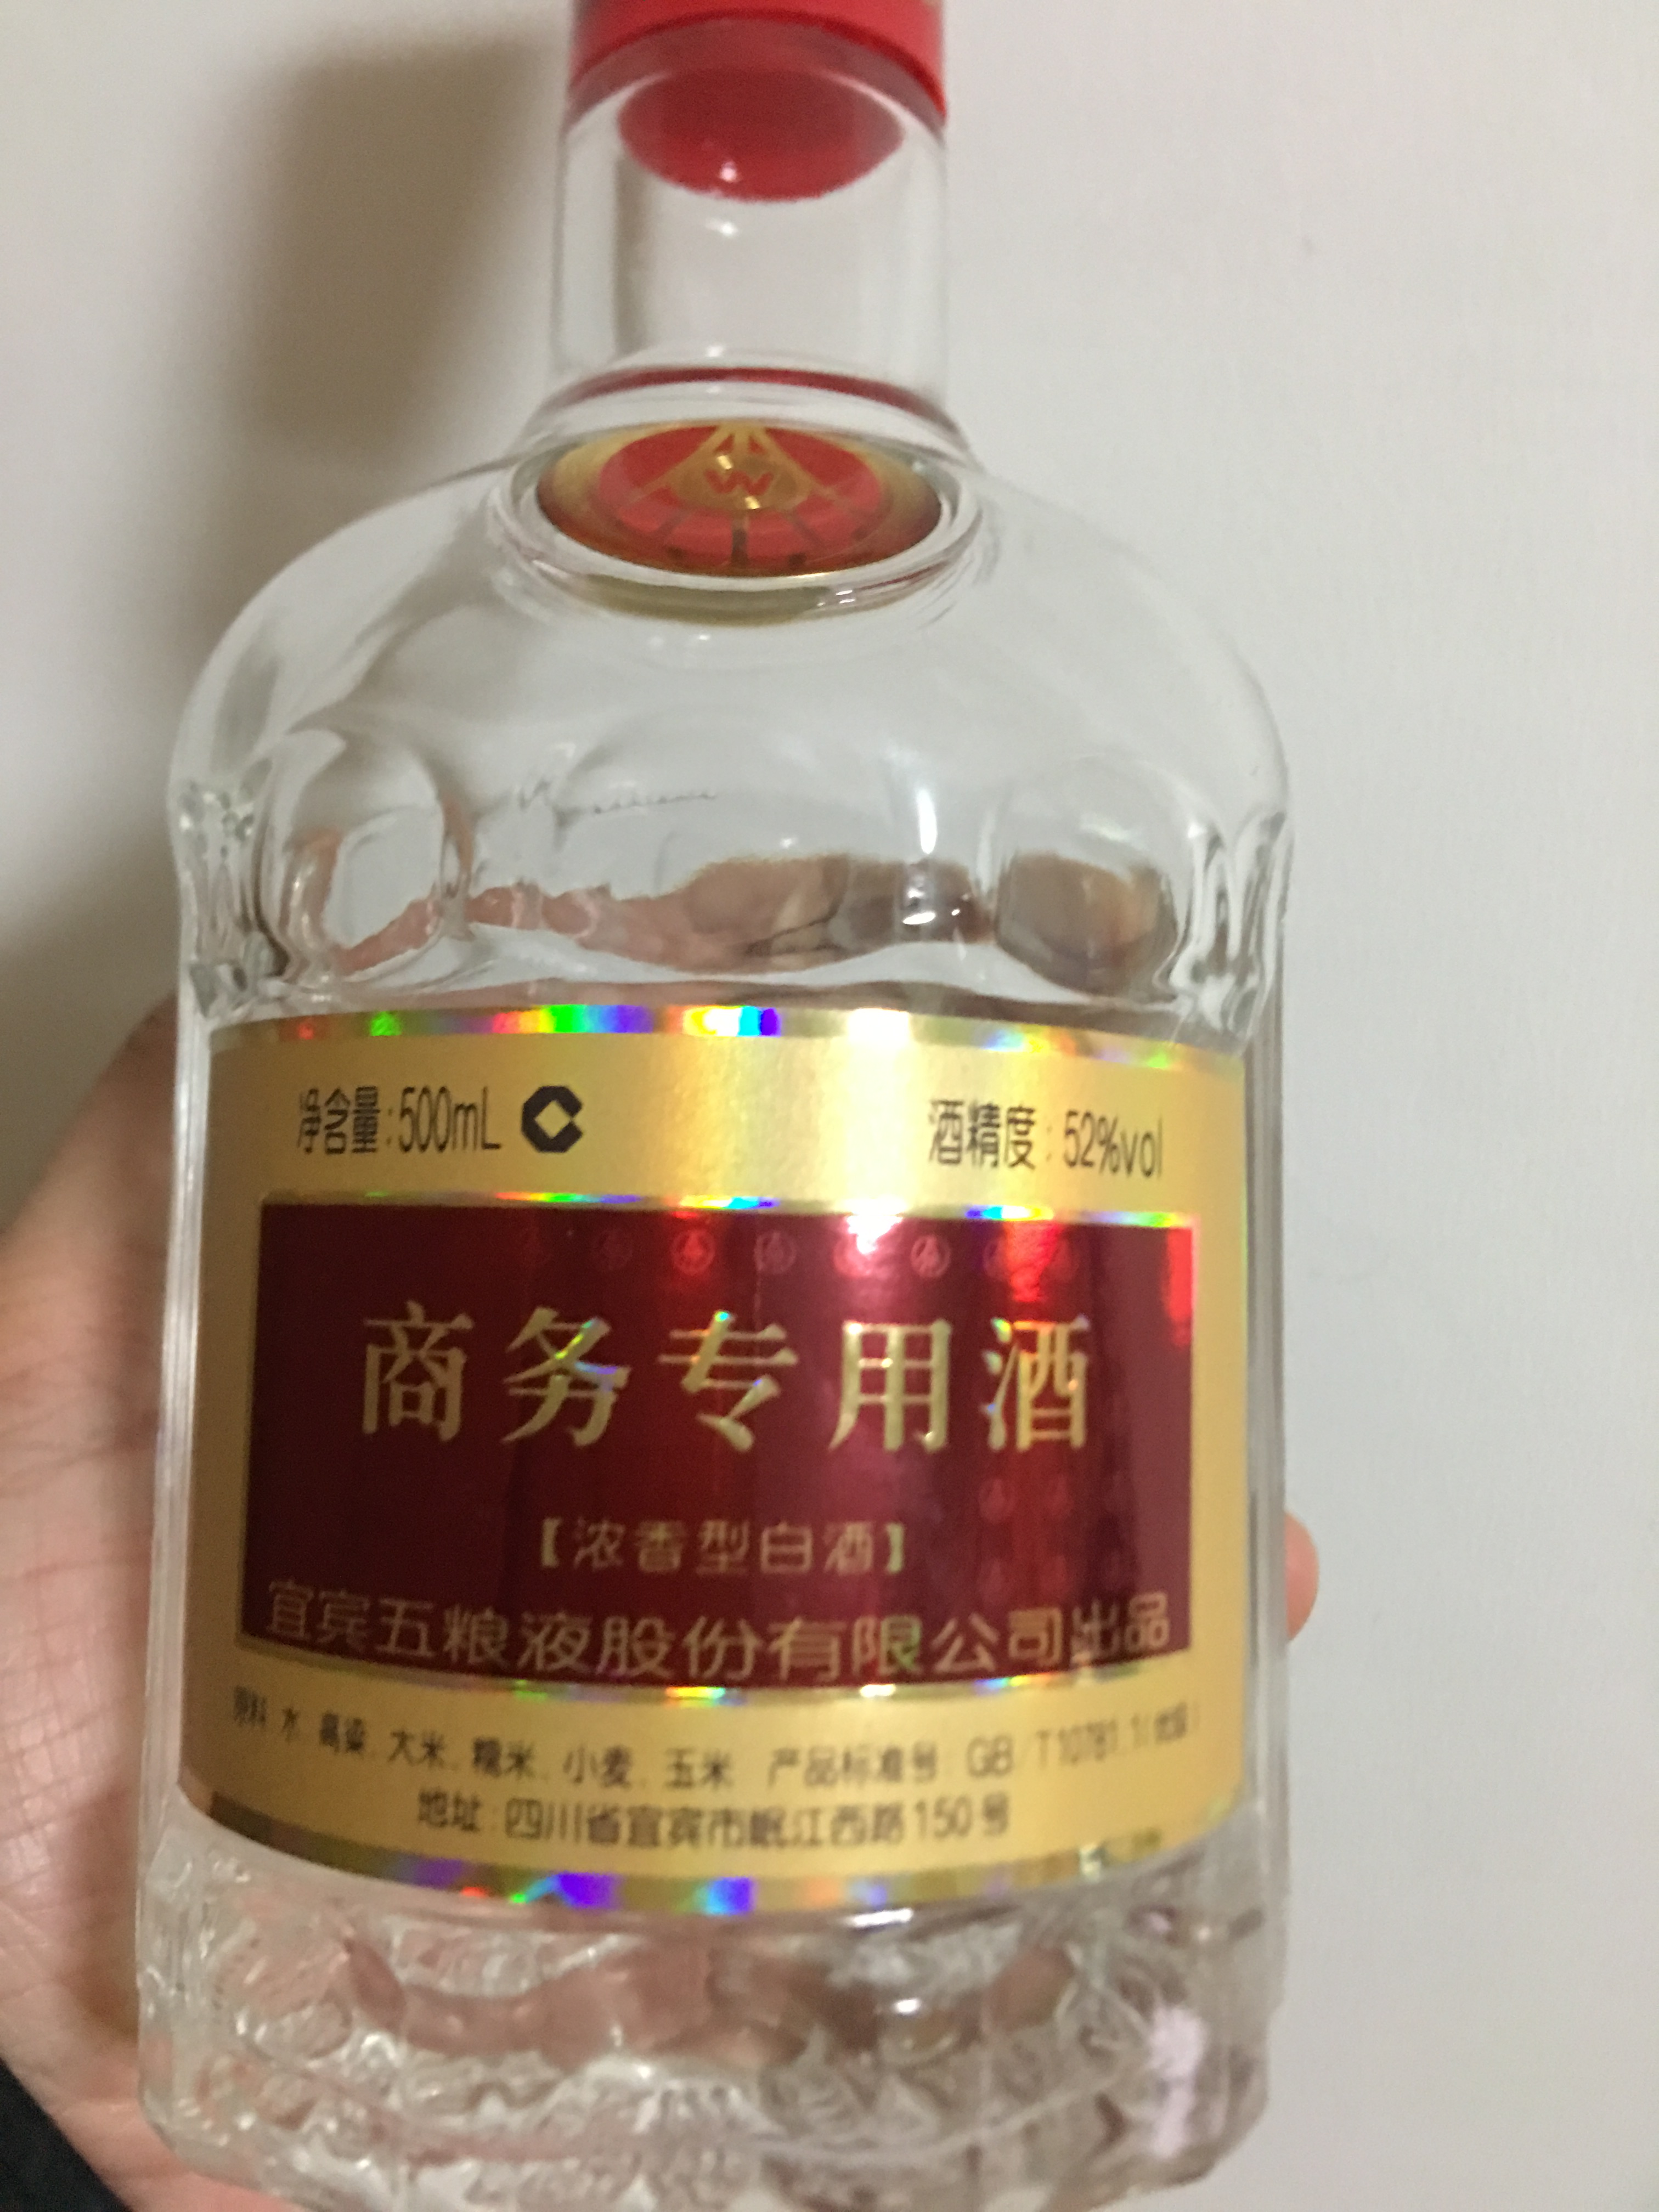 W
净含量:500mL
酒精度:52%vol
商务专用酒
【浓香型白酒】
宜宾五粮液股份有限公司出品
原料 水、高粱、大米、糯米、小麦、玉米 产品标准号 GB/T10781.1(优级)
地址:四川省宜宾市岷江西路150号